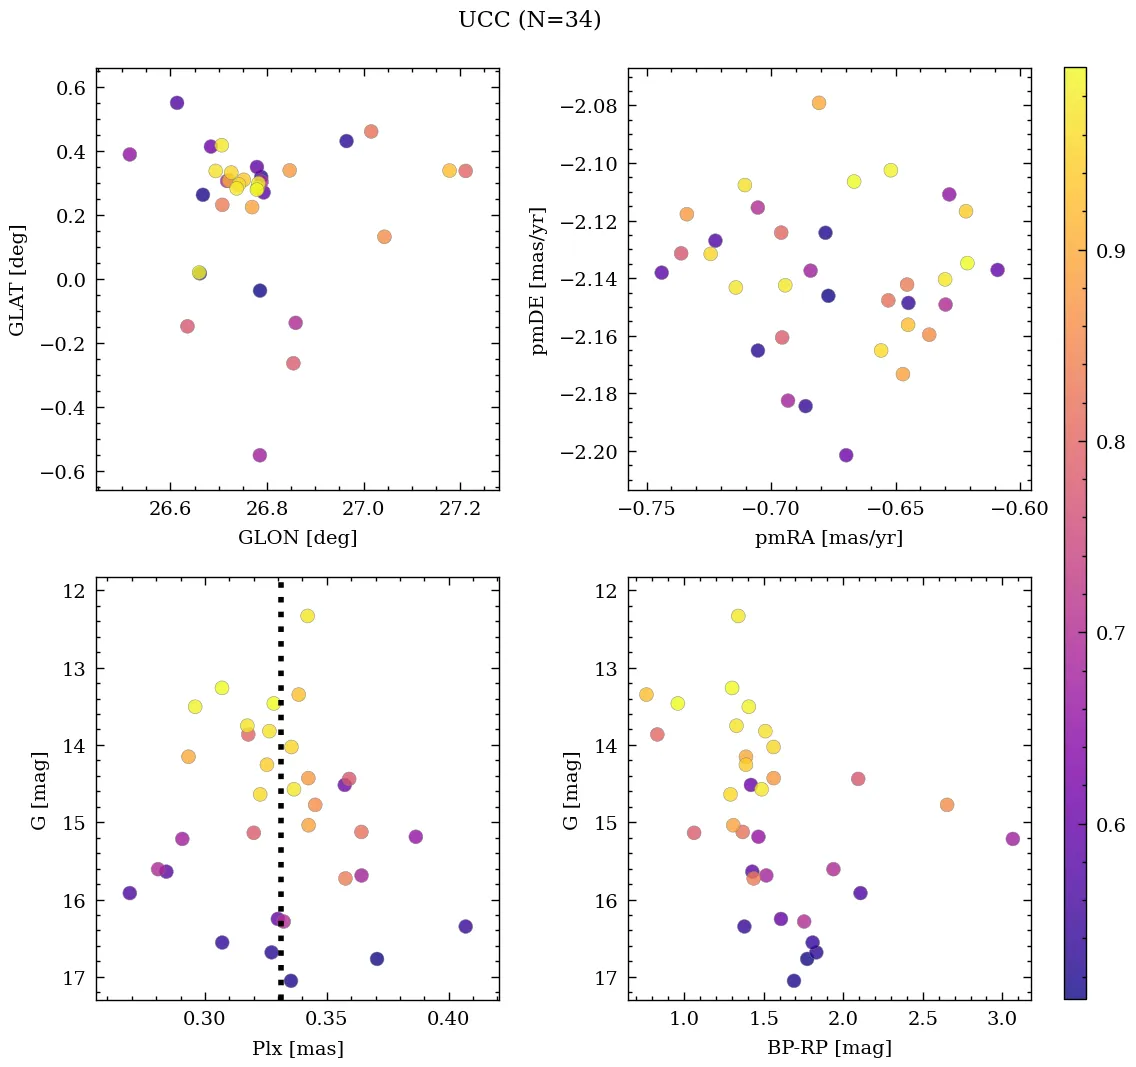 UCC (N=34)
0.6
0.4
0.2
0.0
−0.2
−0.4
−0.6
GLAT [deg]
26.6 26.8 27.0 27.2
GLON [deg]
−2.08
−2.10
−2.12
−2.14
−2.16
−2.18
−2.20
pmDE [mas/yr]
−0.75 −0.70 −0.65 −0.60
pmRA [mas/yr]
12
13
14
15
16
17
G [mag]
0.30 0.35 0.40
Plx [mas]
12
13
14
15
16
17
G [mag]
1.0 1.5 2.0 2.5 3.0
BP-RP [mag]
0.9
0.8
0.7
0.6